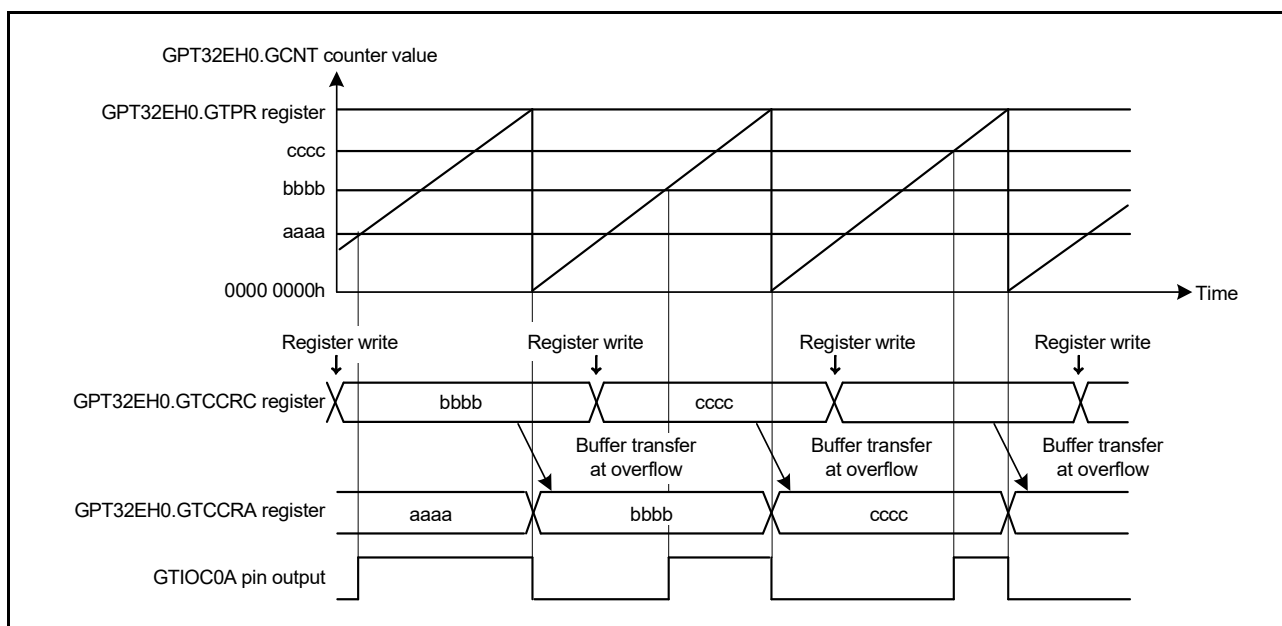 GPT32EH0.GCNT counter value
GPT32EH0.GTPR register
cccc
bbbb
aaaa
0000 0000h
Time
Register write
Register write
Register write
Register write
GPT32EH0.GTCCRC register
bbbb
cccc
Buffer transfer
at overflow
Buffer transfer
at overflow
Buffer transfer
at overflow
GPT32EH0.GTCCRA register
aaaa
bbbb
cccc
GTIOC0A pin output